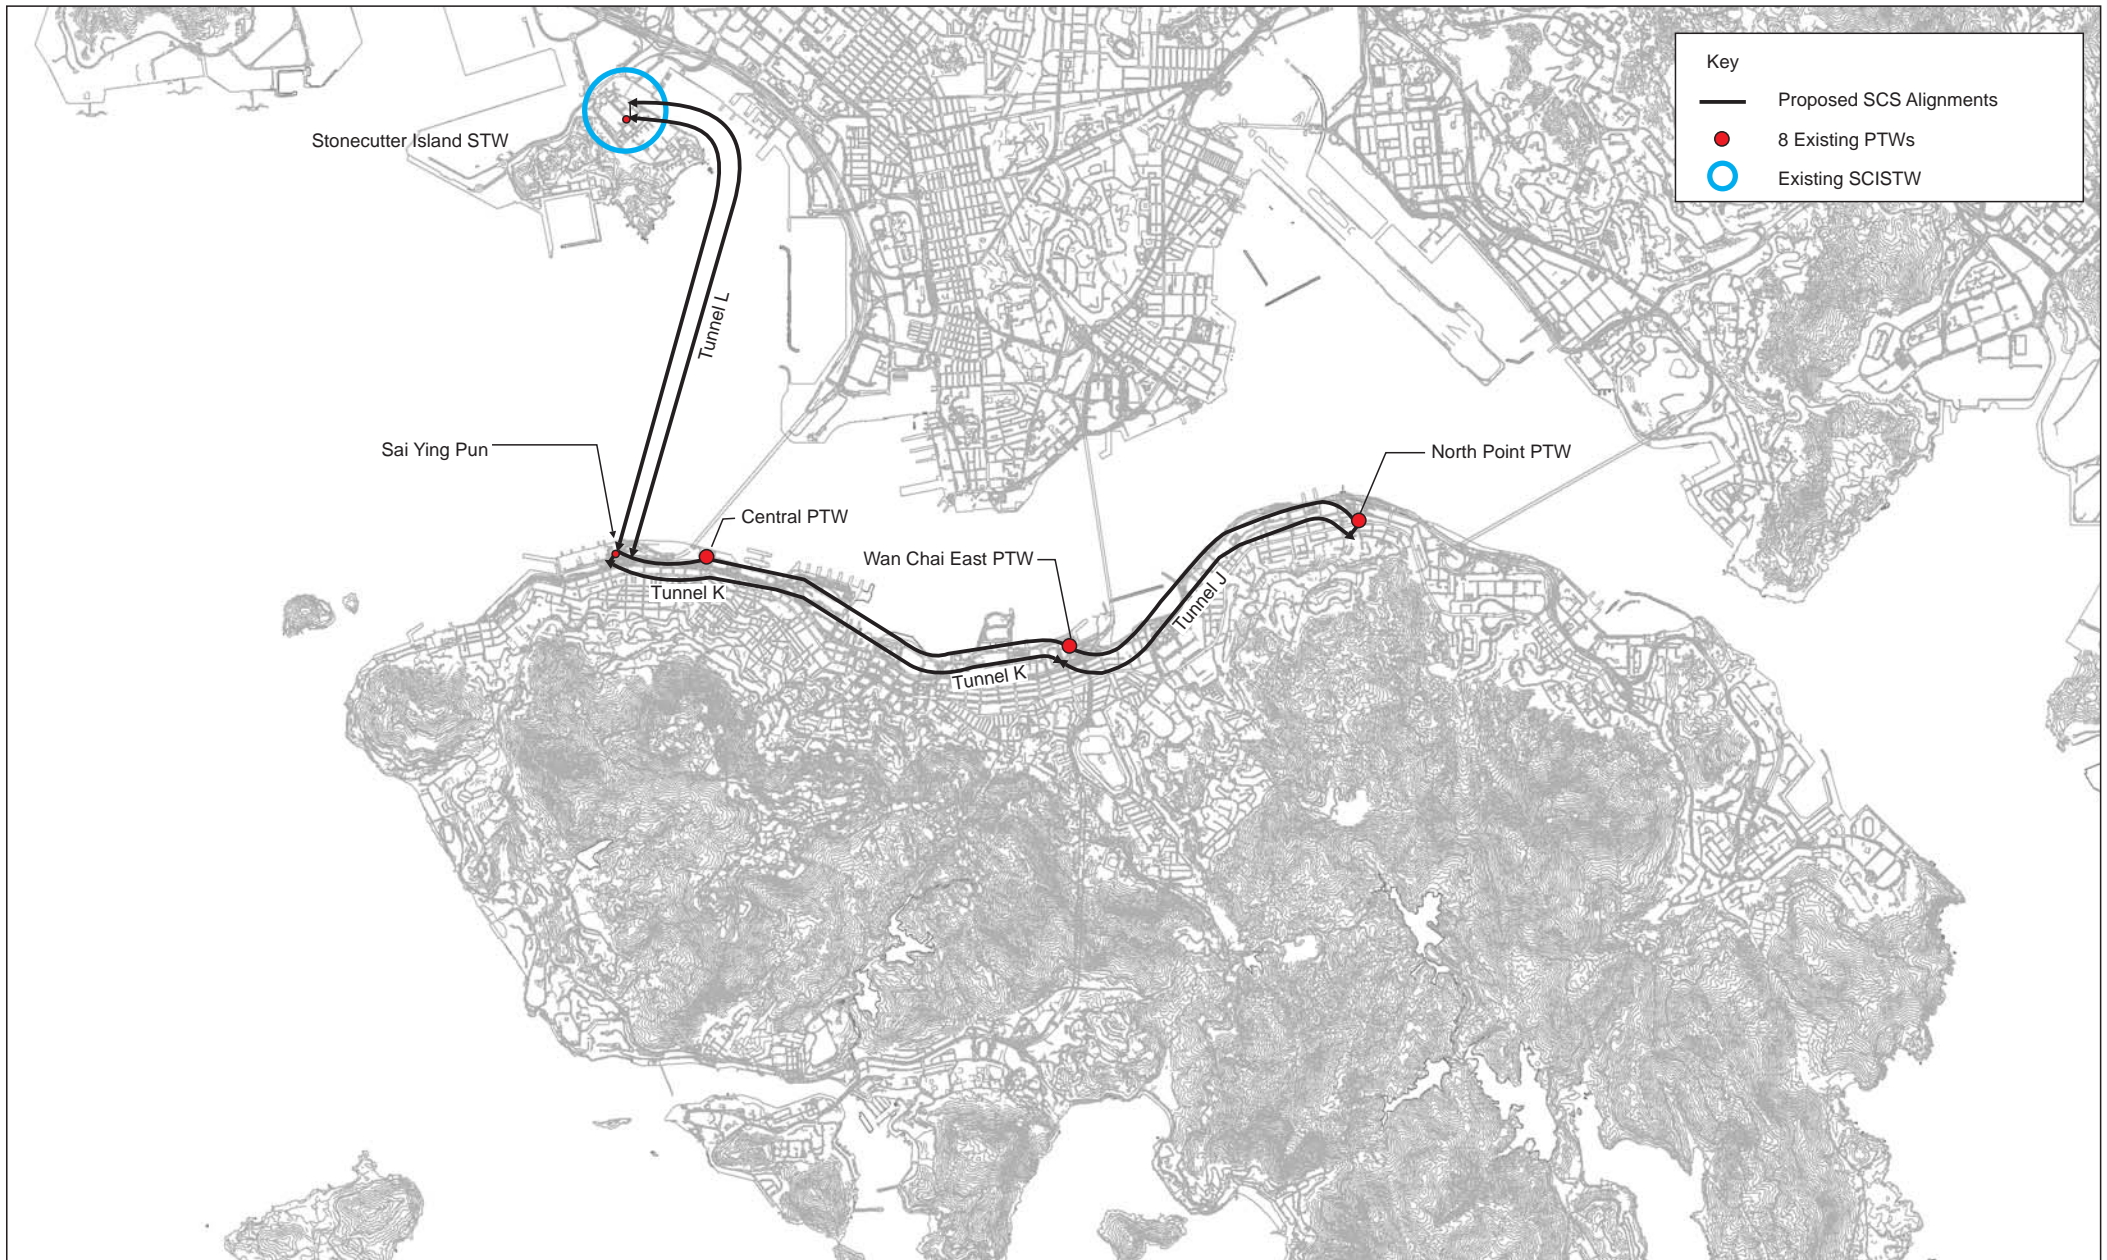 Key
Proposed SCS Alignments
8 Existing PTWs
Existing SCISTW
Stonecutter Island STW
Tunnel L
Sai Ying Pun
North Point PTW
Central PTW
Wan Chai East PTW
Tunnel K
Tunnel J
Tunnel K